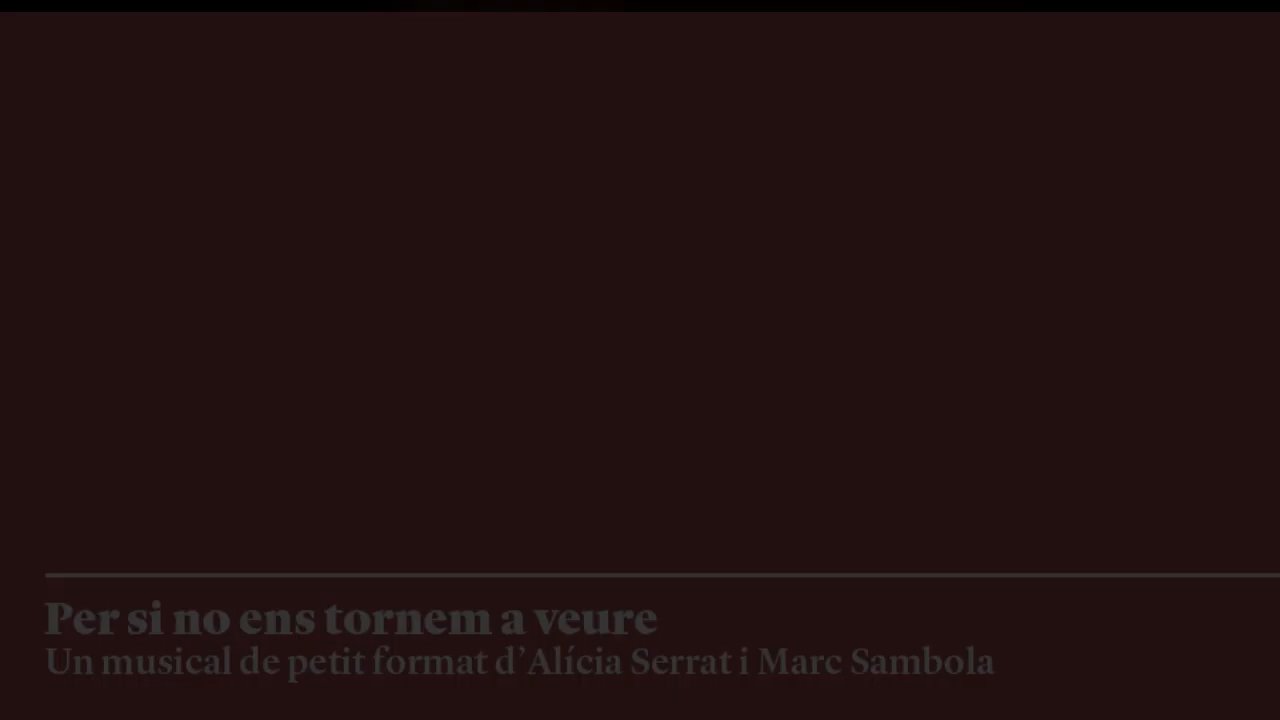 Per si no ens tornem a veure
Un musical de petit format d’Alícia Serrat i Marc Sambola